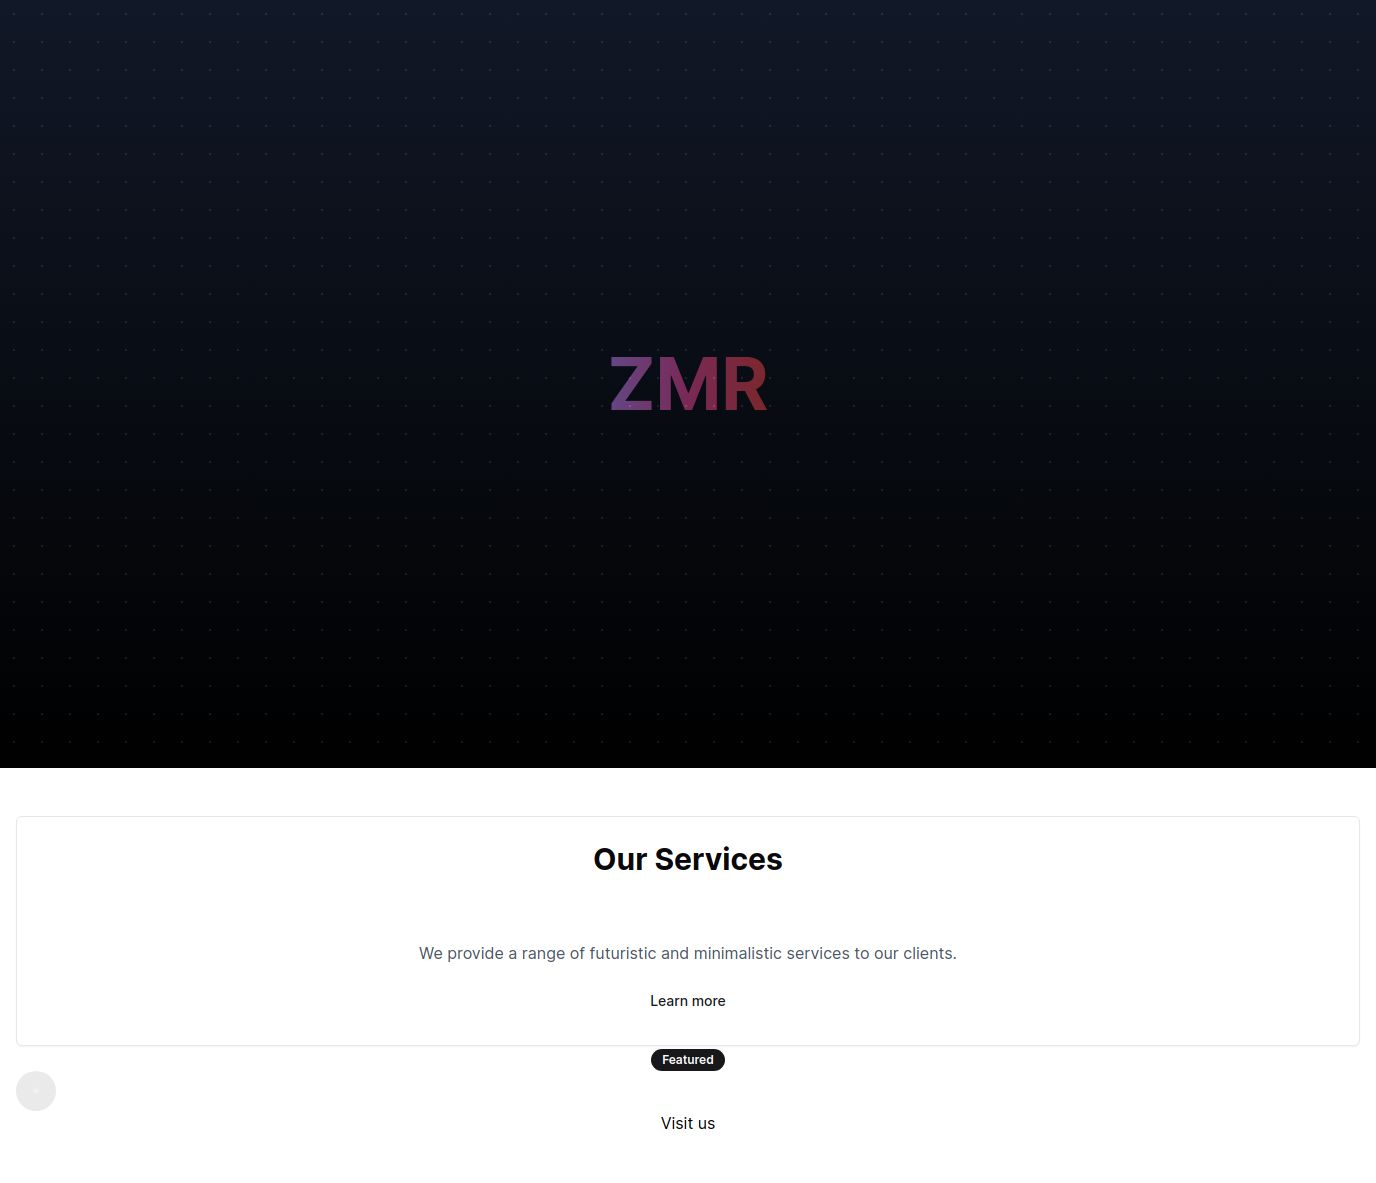 ZMR
Our Services
We provide a range of futuristic and minimalistic services to our clients.
Learn more
Featured
Visit us